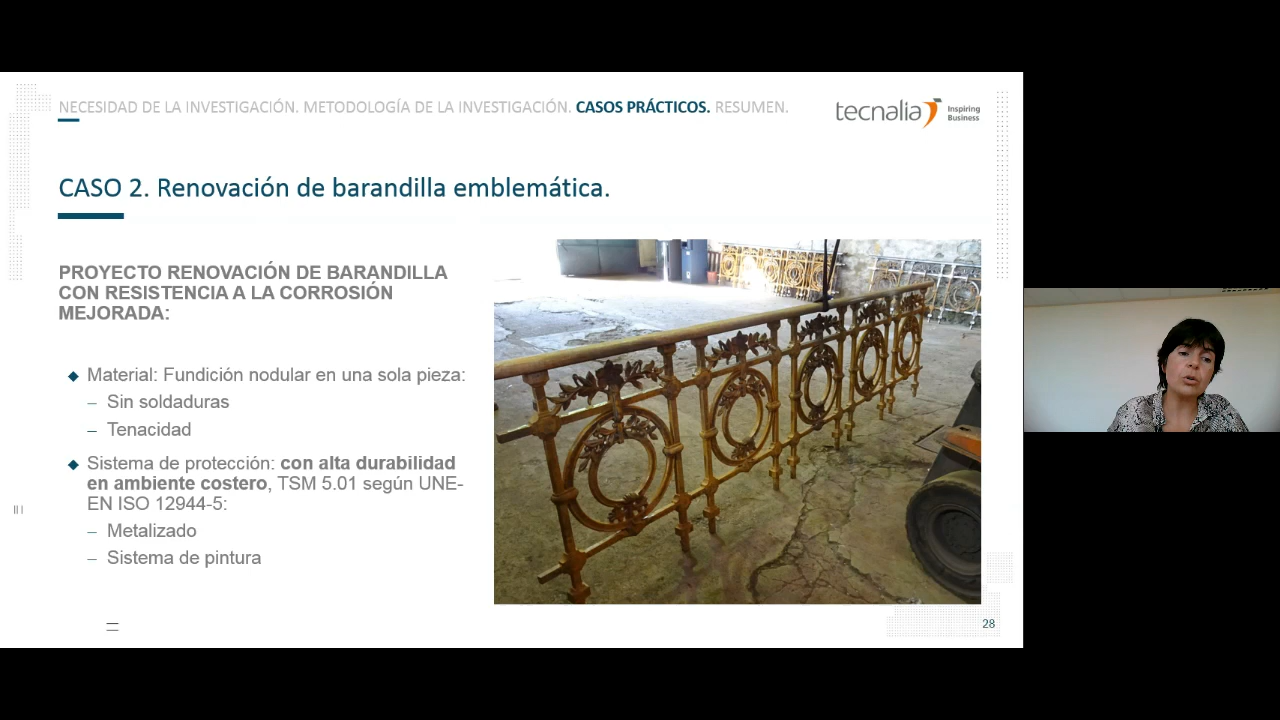 NECESIDAD DE LA INVESTIGACIÓN. METODOLOGÍA DE LA INVESTIGACIÓN. CASOS PRÁCTICOS. RESUMEN.
tecnalia Inspiring
Business
CASO 2. Renovación de barandilla emblemática.
PROYECTO RENOVACIÓN DE BARANDILLA
CON RESISTENCIA A LA CORROSIÓN
MEJORADA:
Material: Fundición nodular en una sola pieza:
– Sin soldaduras
– Tenacidad
Sistema de protección: con alta durabilidad
en ambiente costero, TSM 5.01 según UNE-
EN ISO 12944-5:
– Metalizado
– Sistema de pintura
28